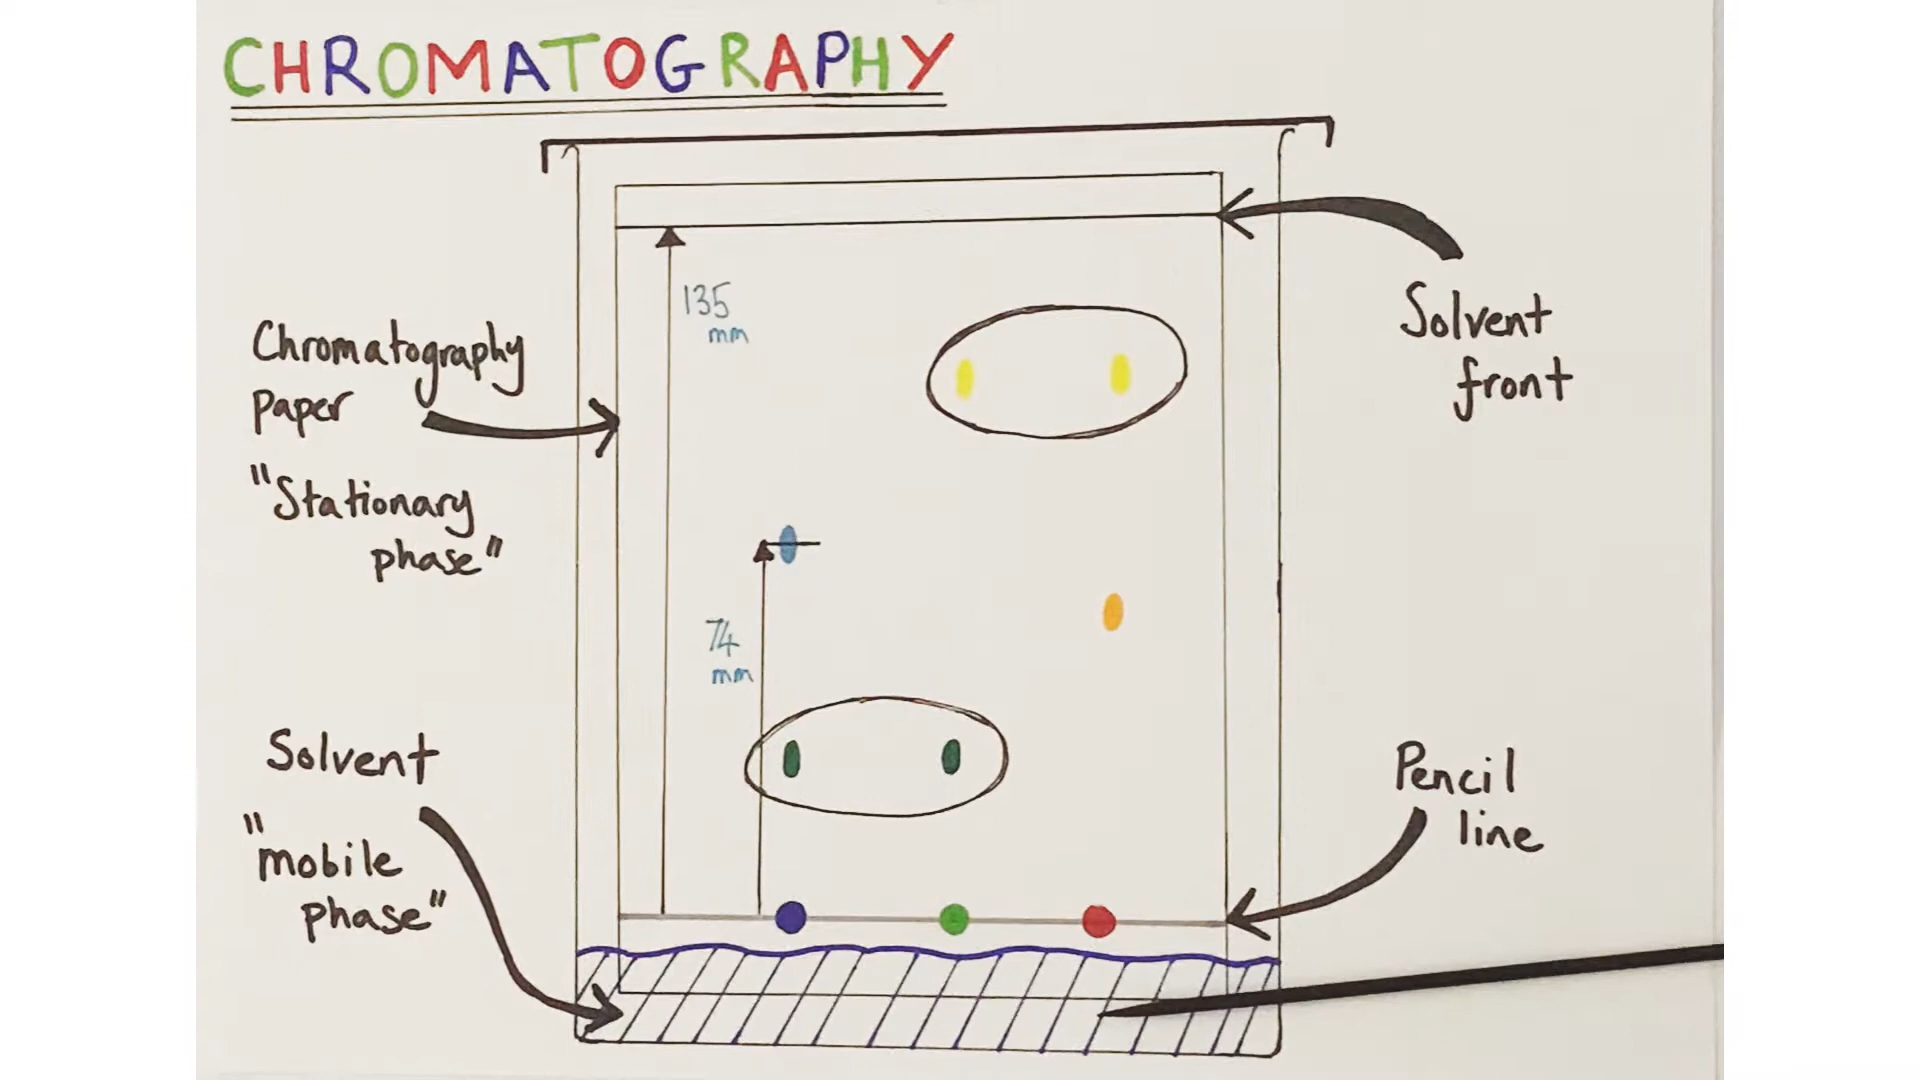 CHROMATOGRAPHY
135
mm
Solvent
front
Chromatography
paper
"Stationary
phase"
74
mm
Solvent
"mobile
phase"
Pencil
line